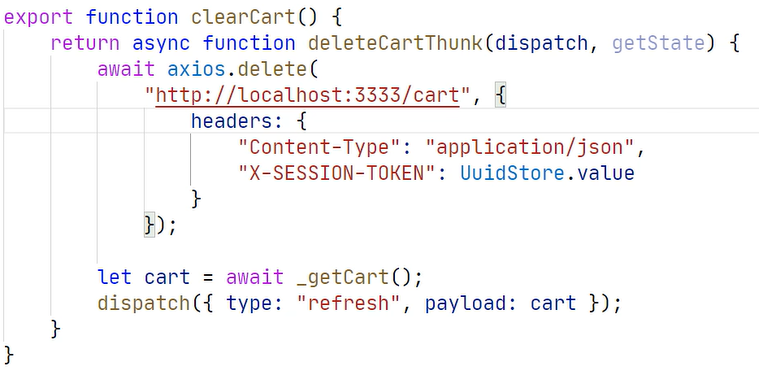 export function clearCart() {
    return async function deleteCartThunk(dispatch, getState) {
        await axios.delete(
            "http://localhost:3333/cart", {
                headers: {
                    "Content-Type": "application/json",
                    "X-SESSION-TOKEN": UuidStore.value
                }
            });
        let cart = await _getCart();
        dispatch({ type: "refresh", payload: cart });
    }
}